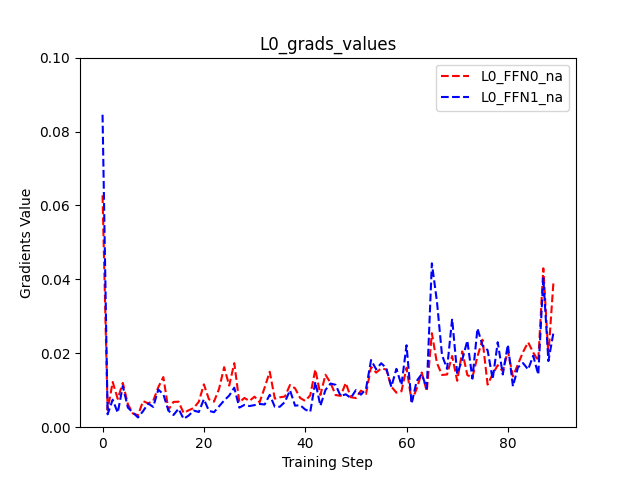 L0_grads_values
L0_FFN0_na
L0_FFN1_na
Gradients Value
0.10
0.08
0.06
0.04
0.02
0.00
0
20
40
60
80
Training Step